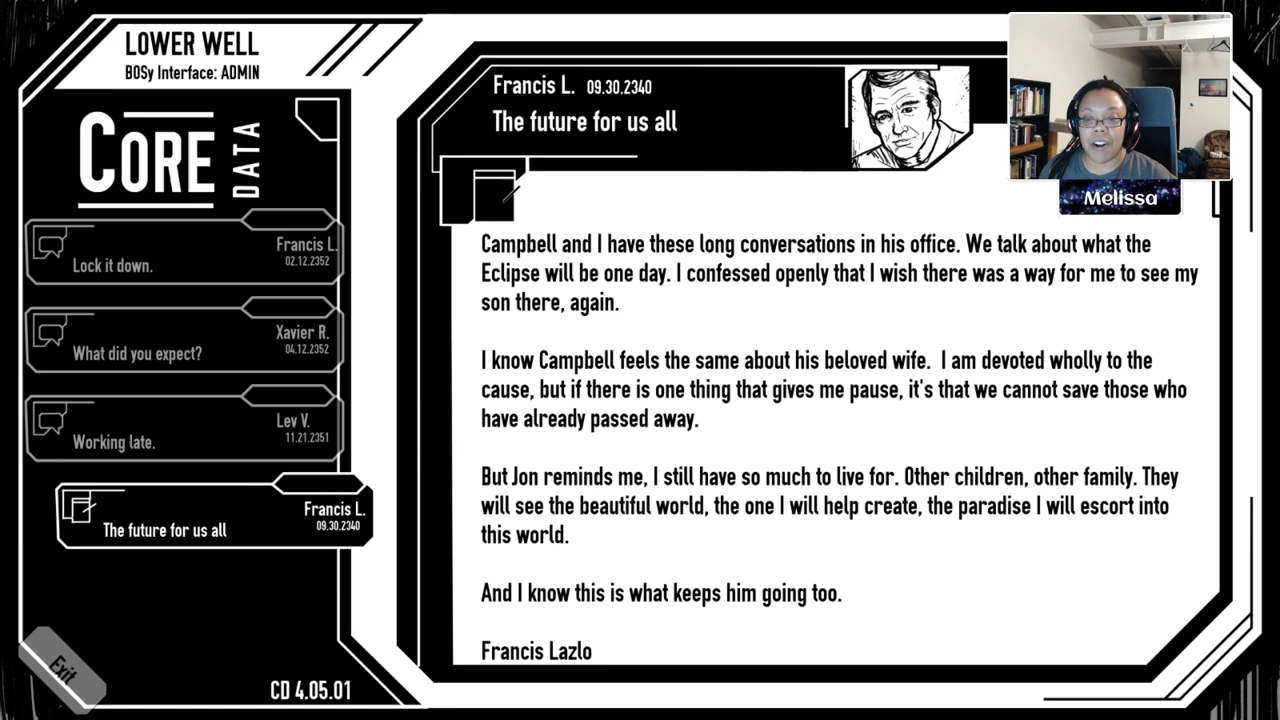 LOWER WELL
BOSy Interface: ADMIN
CORE
DATA
Francis L.
Lock it down.
02.12.2352
Xavier R.
What did you expect?
04.12.2352
Lev V.
Working late.
11.21.2351
Francis L.
The future for us all
09.30.2340
Exit
CD 4.05.01
Francis L. 09.30.2340
The future for us all
Melissa
Campbell and I have these long conversations in his office. We talk about what the
Eclipse will be one day. I confessed openly that I wish there was a way for me to see my
son there, again.
I know Campbell feels the same about his beloved wife. I am devoted wholly to the
cause, but if there is one thing that gives me pause, it's that we cannot save those who
have already passed away.
But Jon reminds me, I still have so much to live for. Other children, other family. They
will see the beautiful world, the one I will help create, the paradise I will escort into
this world.
And I know this is what keeps him going too.
Francis Lazlo